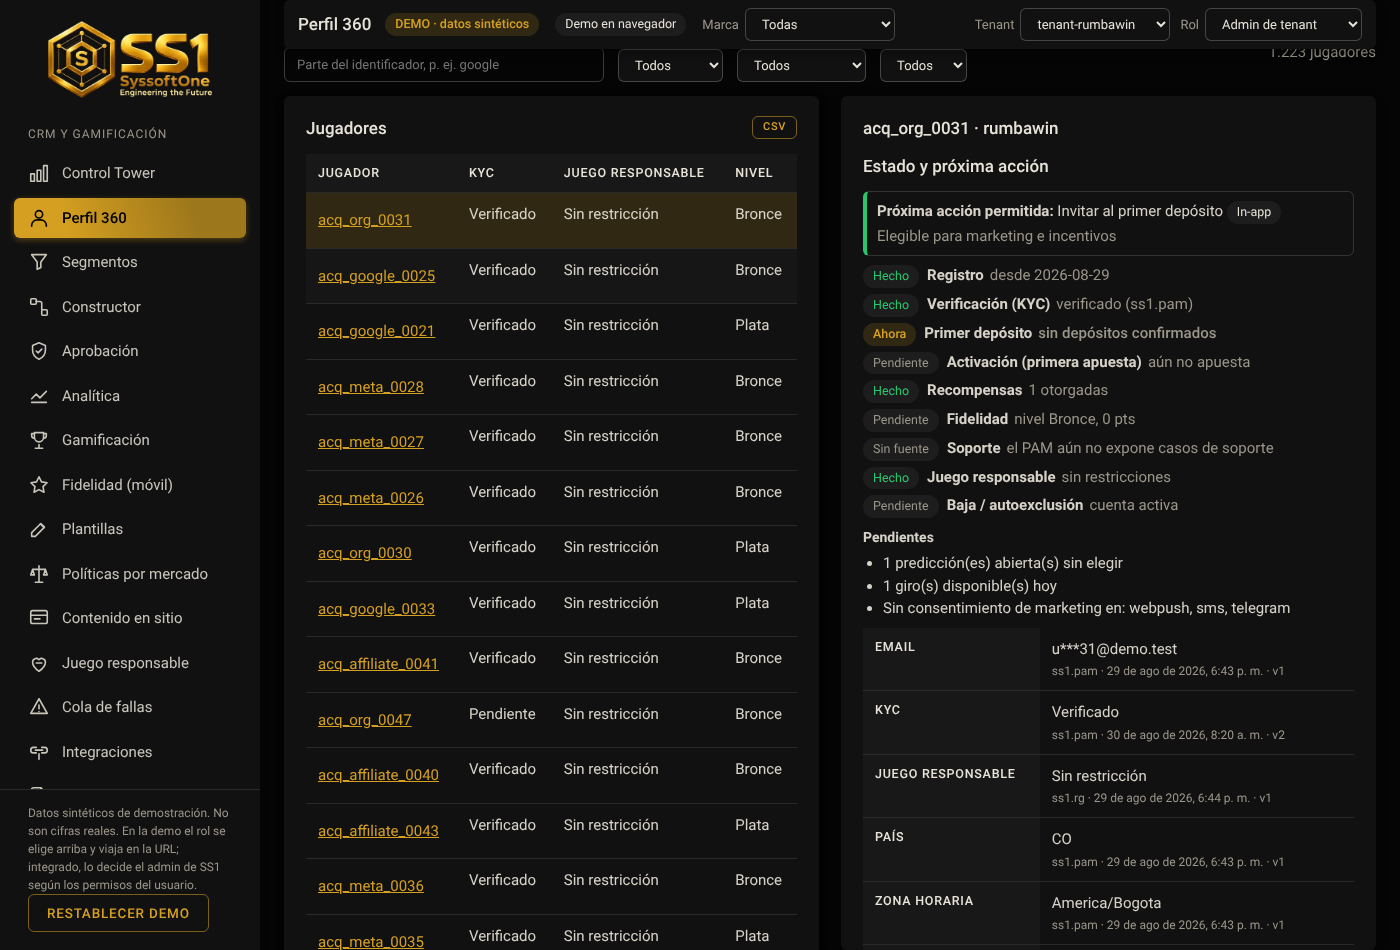 SS1
SyssoftOne
Engineering the Future
CRM Y GAMIFICACIÓN
Control Tower
Perfil 360
Segmentos
Constructor
Aprobación
Analítica
Gamificación
Fidelidad (móvil)
Plantillas
Políticas por mercado
Contenido en sitio
Juego responsable
Cola de fallas
Integraciones
Datos sintéticos de demostración. No
son cifras reales. En la demo el rol se
elige arriba y viaja en la URL;
integrado, lo decide el admin de SS1
según los permisos del usuario.
RESTABLECER DEMO
Perfil 360 DEMO · datos sintéticos Demo en navegador Marca Todas Tenant tenant-rumbawin Rol Admin de tenant
Parte del identificador, p. ej. google Todos Todos Todos 1.223 jugadores
Jugadores CSV
JUGADOR KYC JUEGO RESPONSABLE NIVEL
acq_org_0031 Verificado Sin restricción Bronce
acq_google_0025 Verificado Sin restricción Bronce
acq_google_0021 Verificado Sin restricción Plata
acq_meta_0028 Verificado Sin restricción Bronce
acq_meta_0027 Verificado Sin restricción Bronce
acq_meta_0026 Verificado Sin restricción Bronce
acq_org_0030 Verificado Sin restricción Plata
acq_google_0033 Verificado Sin restricción Plata
acq_affiliate_0041 Verificado Sin restricción Bronce
acq_org_0047 Pendiente Sin restricción Bronce
acq_affiliate_0040 Verificado Sin restricción Bronce
acq_affiliate_0043 Verificado Sin restricción Plata
acq_meta_0036 Verificado Sin restricción Bronce
acq_meta_0035 Verificado Sin restricción Plata
acq_org_0031 · rumbawin
Estado y próxima acción
Próxima acción permitida: Invitar al primer depósito In-app
Elegible para marketing e incentivos
Hecho Registro desde 2026-08-29
Hecho Verificación (KYC) verificado (ss1.pam)
Ahora Primer depósito sin depósitos confirmados
Pendiente Activación (primera apuesta) aún no apuesta
Hecho Recompensas 1 otorgadas
Pendiente Fidelidad nivel Bronce, 0 pts
Sin fuente Soporte el PAM aún no expone casos de soporte
Hecho Juego responsable sin restricciones
Pendiente Baja / autoexclusión cuenta activa
Pendientes
• 1 predicción(es) abierta(s) sin elegir
• 1 giro(s) disponible(s) hoy
• Sin consentimiento de marketing en: webpush, sms, telegram
EMAIL u***31@demo.test
ss1.pam · 29 de ago de 2026, 6:43 p. m. · v1
KYC Verificado
ss1.pam · 30 de ago de 2026, 8:20 a. m. · v2
JUEGO RESPONSABLE Sin restricción
ss1.rg · 29 de ago de 2026, 6:44 p. m. · v1
PAÍS CO
ss1.pam · 29 de ago de 2026, 6:43 p. m. · v1
ZONA HORARIA America/Bogota
ss1.pam · 29 de ago de 2026, 6:43 p. m. · v1